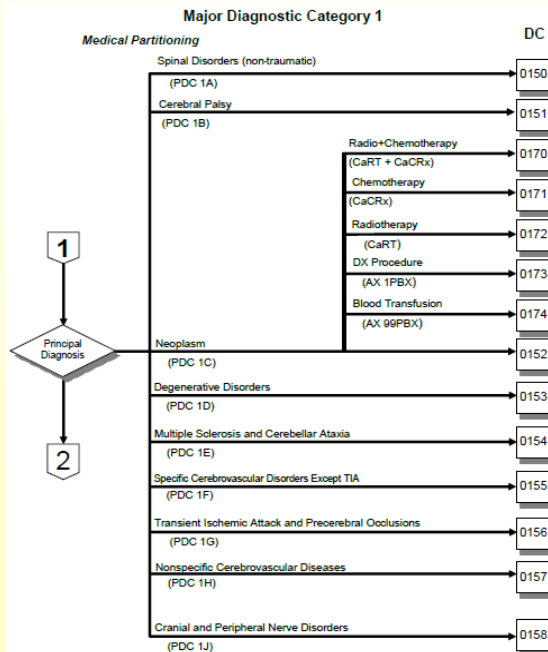 Major Diagnostic Category 1
DC
Medical Partitioning
Spinal Disorders (non-traumatic)
(PDC 1A)
0150
Cerebral Palsy
(PDC 1B)
0151
Radio+Chemotherapy
(CaRT + CaCRx)
0170
Chemotherapy
(CaCRx)
0171
Radiotherapy
(CaRT)
0172
DX Procedure
(AX 1PBX)
0173
Blood Transfusion
(AX 99PBX)
0174
1
Principal
Diagnosis
2
Neoplasm
(PDC 1C)
0152
Degenerative Disorders
(PDC 1D)
0153
Multiple Sclerosis and Cerebellar Ataxia
(PDC 1E)
0154
Specific Cerebrovascular Disorders Except TIA
(PDC 1F)
0155
Transient Ischemic Attack and Precerebral Occlusions
(PDC 1G)
0156
Nonspecific Cerebrovascular Diseases
(PDC 1H)
0157
Cranial and Peripheral Nerve Disorders
(PDC 1J)
0158